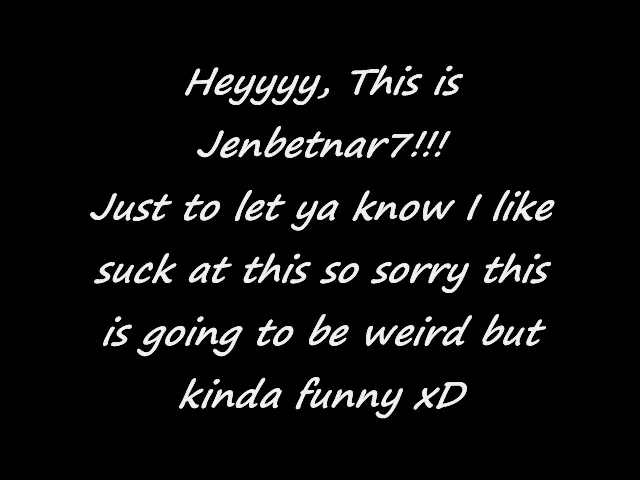 Heyyyy, This is
Jenbetnar7!!!
Just to let ya know I like
suck at this so sorry this
is going to be weird but
kinda funny xD